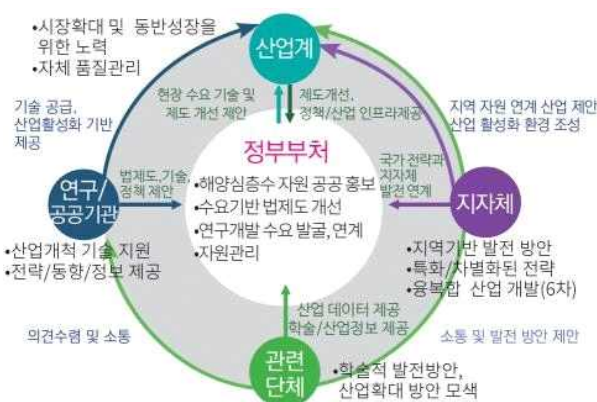 •시장확대 및 동반성장을
위한 노력
•자체 품질관리
산업계
기술 공급,
산업활성화 기반
제공
현장 수요 기술 및
제도 개선 제안
제도개선,
정책/산업 인프라제공
지역 자원 연계 산업 제안
산업 활성화 환경 조성
정부부처
•해양심층수 자원 공공 홍보
•수요기반 법제도 개선
•연구개발 수요 발굴, 연계
•자원관리
법제도,기술,
정책 제안
국가 전략과
지자체
발전 연계
연구/
공공기관
•산업개척 기술 지원
•전략/동향/정보 제공
지자체
•지역기반 발전 방안
•특화/차별화된 전략
•융복합 산업 개발(6차)
산업 데이터 제공
학술/산업정보 제공
의견수렴 및 소통
소통 및 발전 방안 제안
관련
단체
•학술적 발전방안,
산업확대 방안 모색